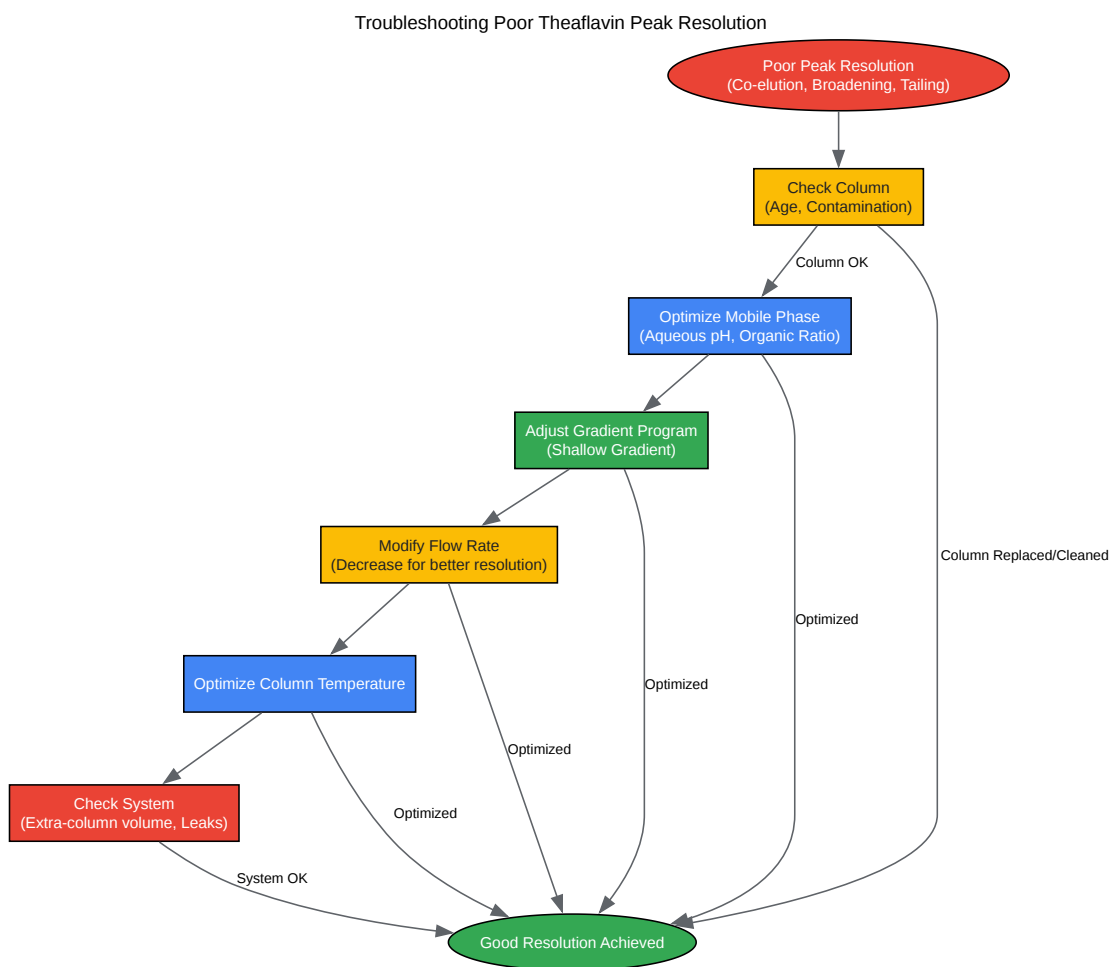 Troubleshooting Poor Theaflavin Peak Resolution
Poor Peak Resolution
(Co-elution, Broadening, Tailing)
Check Column
(Age, Contamination)
Column OK
Optimize Mobile Phase
(Aqueous pH, Organic Ratio)
Adjust Gradient Program
(Shallow Gradient)
Modify Flow Rate
(Decrease for better resolution)
Column Replaced/Cleaned
Optimized
Optimize Column Temperature
Optimized
Optimized
Check System
(Extra-column volume, Leaks)
Optimized
System OK
Good Resolution Achieved